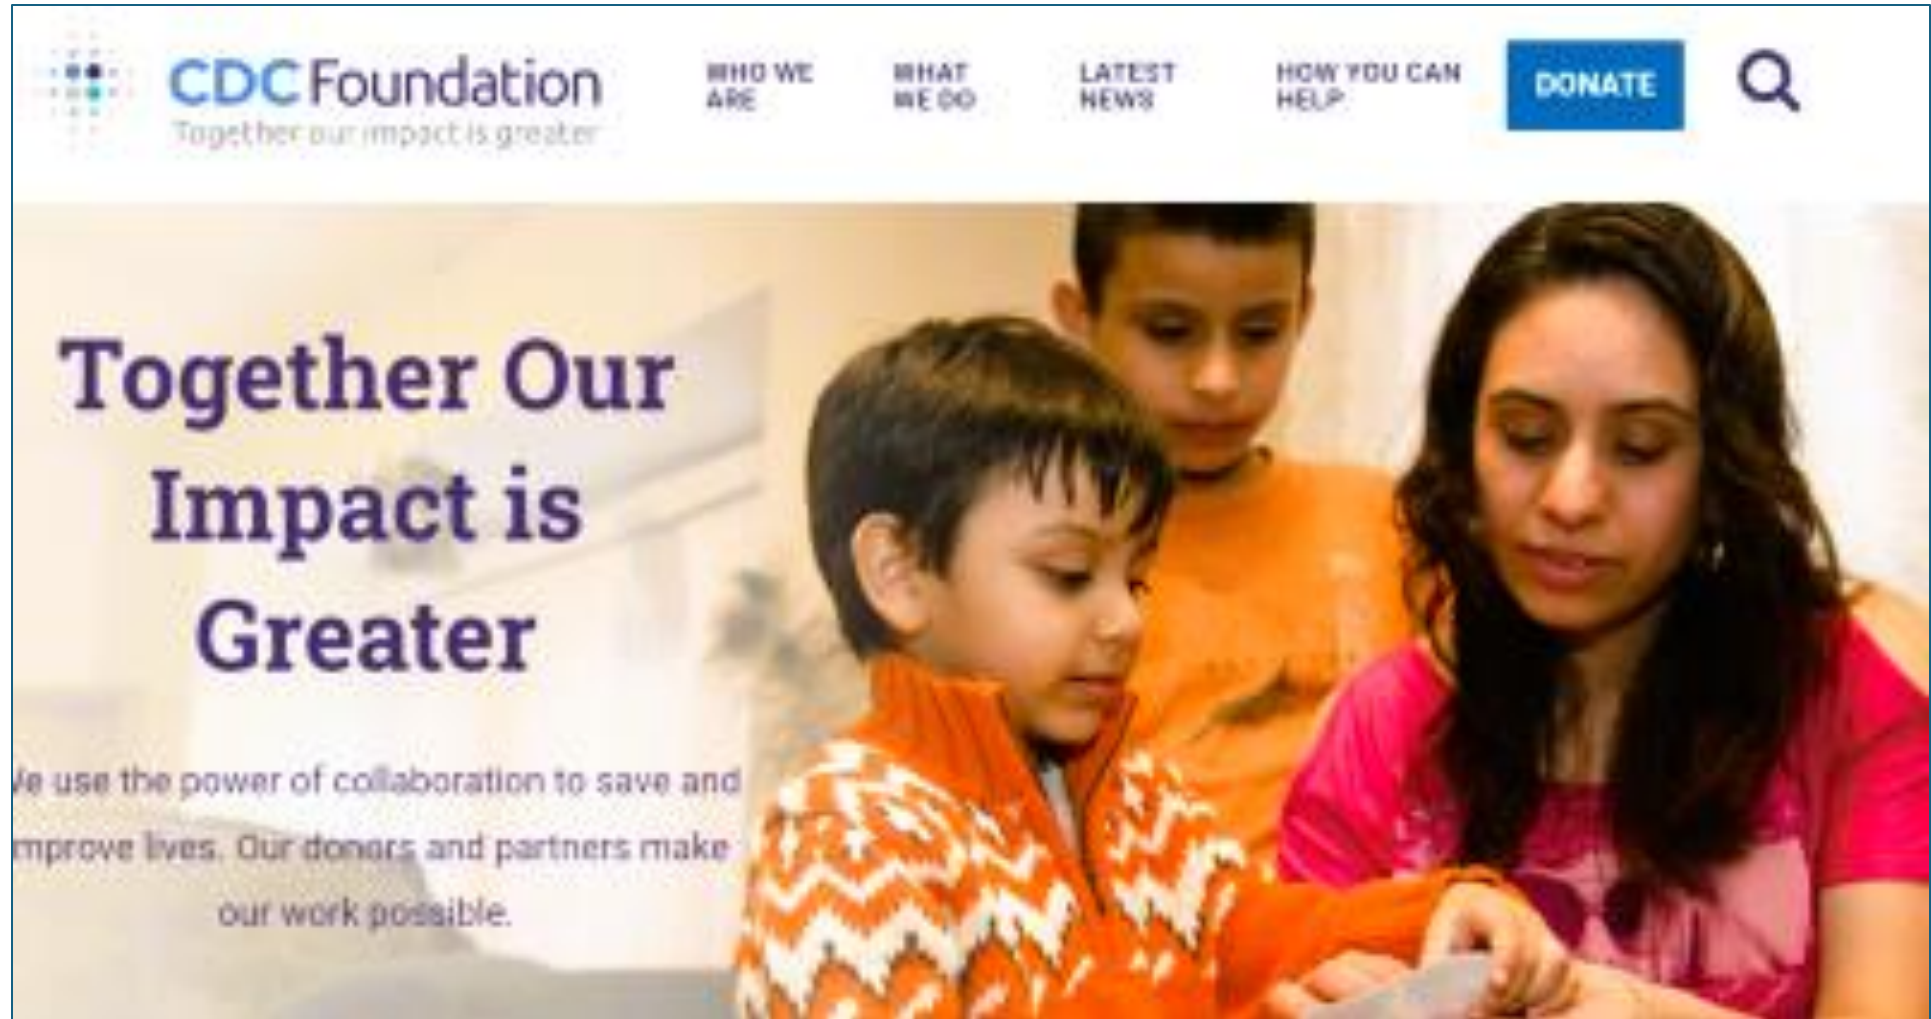 CDC Foundation
Together our impact is greater
WHO WE
ARE
WHAT
WE DO
LATEST
NEWS
HOW YOU CAN
HELP
DONATE
Together Our
Impact is
Greater
We use the power of collaboration to save and
improve lives. Our donors and partners make
our work possible.